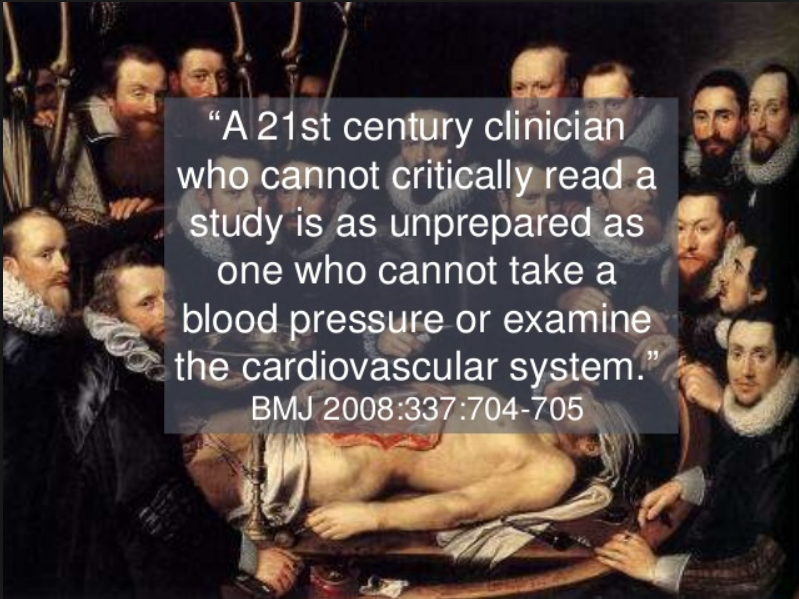 “A 21st century clinician
who cannot critically read a
study is as unprepared as
one who cannot take a
blood pressure or examine
the cardiovascular system.”
BMJ 2008:337:704-705